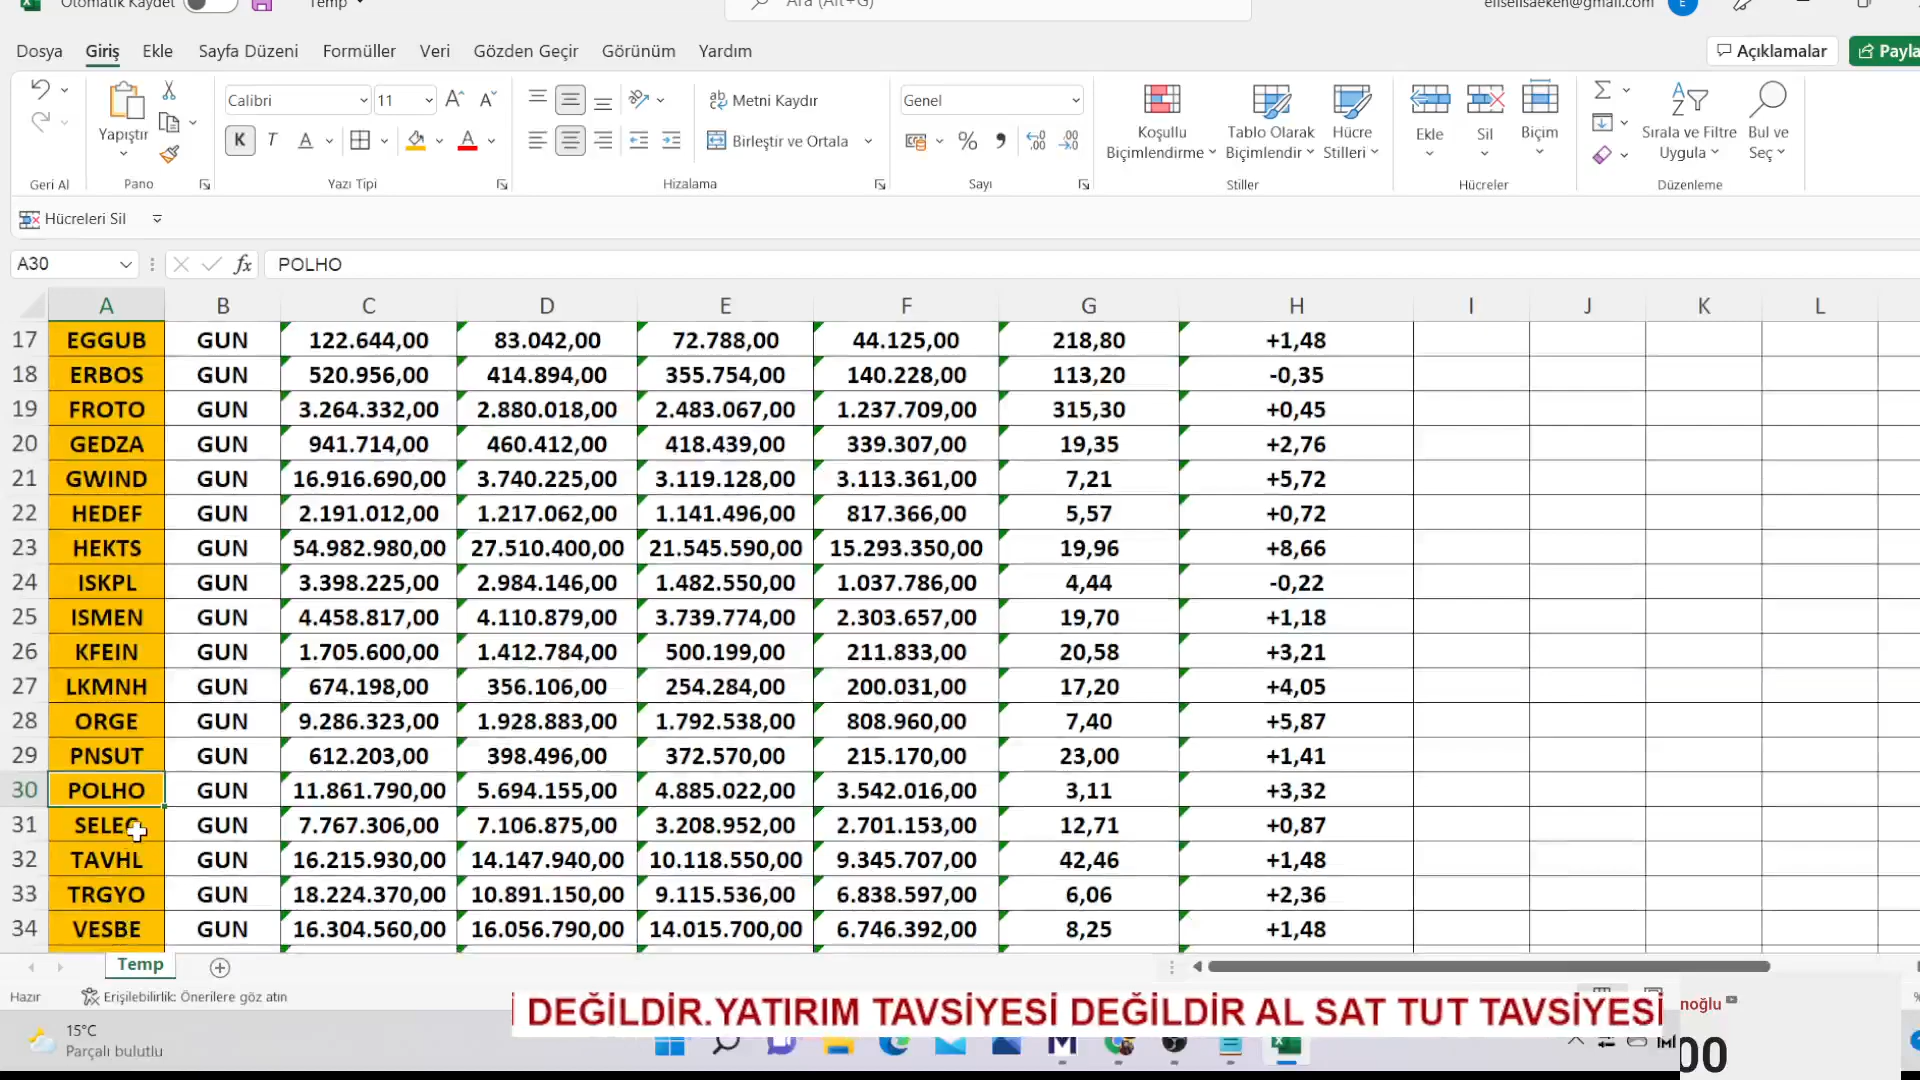 Otomatik Kaydet Temp Ara (Alt+G) eliselisaeken@gmail.com E
Dosya Giriş Ekle Sayfa Düzeni Formüller Veri Gözden Geçir Görünüm Yardım Açıklamalar
Yapıştır Calibri 11 Metni Kaydır Genel Koşullu Biçimlendirme Tablo Olarak Biçimlendir Hücre Stilleri Ekle Sil Biçim Sırala ve Filtre Uygula Bul ve Seç
K T A A Birleştir ve Ortala %
Geri Al Pano Yazı Tipi Hizalama Sayı Stiller Hücreler Düzenleme
Hücreleri Sil
A30 fx POLHO
A B C D E F G H I J K L
17 EGGUB GUN 122.644,00 83.042,00 72.788,00 44.125,00 218,80 +1,48
18 ERBOS GUN 520.956,00 414.894,00 355.754,00 140.228,00 113,20 -0,35
19 FROTO GUN 3.264.332,00 2.880.018,00 2.483.067,00 1.237.709,00 315,30 +0,45
20 GEDZA GUN 941.714,00 460.412,00 418.439,00 339.307,00 19,35 +2,76
21 GWIND GUN 16.916.690,00 3.740.225,00 3.119.128,00 3.113.361,00 7,21 +5,72
22 HEDEF GUN 2.191.012,00 1.217.062,00 1.141.496,00 817.366,00 5,57 +0,72
23 HEKTS GUN 54.982.980,00 27.510.400,00 21.545.590,00 15.293.350,00 19,96 +8,66
24 ISKPL GUN 3.398.225,00 2.984.146,00 1.482.550,00 1.037.786,00 4,44 -0,22
25 ISMEN GUN 4.458.817,00 4.110.879,00 3.739.774,00 2.303.657,00 19,70 +1,18
26 KFEIN GUN 1.705.600,00 1.412.784,00 500.199,00 211.833,00 20,58 +3,21
27 LKMNH GUN 674.198,00 356.106,00 254.284,00 200.031,00 17,20 +4,05
28 ORGE GUN 9.286.323,00 1.928.883,00 1.792.538,00 808.960,00 7,40 +5,87
29 PNSUT GUN 612.203,00 398.496,00 372.570,00 215.170,00 23,00 +1,41
30 POLHO GUN 11.861.790,00 5.694.155,00 4.885.022,00 3.542.016,00 3,11 +3,32
31 SELEC GUN 7.767.306,00 7.106.875,00 3.208.952,00 2.701.153,00 12,71 +0,87
32 TAVHL GUN 16.215.930,00 14.147.940,00 10.118.550,00 9.345.707,00 42,46 +1,48
33 TRGYO GUN 18.224.370,00 10.891.150,00 9.115.536,00 6.838.597,00 6,06 +2,36
34 VESBE GUN 16.304.560,00 16.056.790,00 14.015.700,00 6.746.392,00 8,25 +1,48
Temp
Hazır Erişilebilirlik: Önerilere göz atın
DEĞİLDİR.YATIRIM TAVSİYESİ DEĞİLDİR AL SAT TUT TAVSİYESİ
noğlu
15°C
Parçalı bulutlu
00